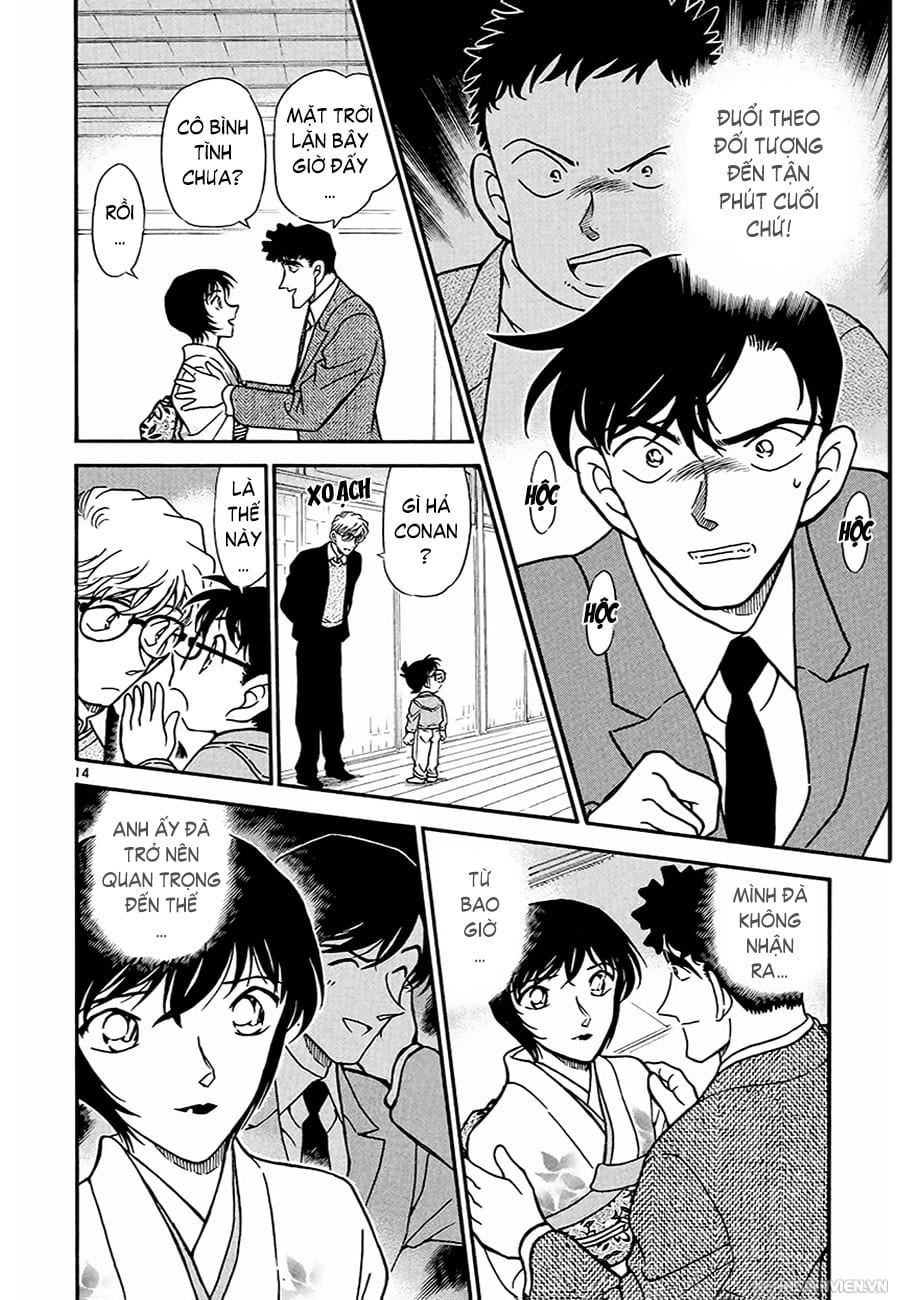 ĐUỔI THEO
ĐỐI TƯỢNG
ĐẾN TẬN
PHÚT CUỐI
CHỨ!
HỘC
HỘC
HỘC
MẶT TRỜI
LẶN BÂY
GIỜ ĐẤY
...
CÔ BÌNH
TĨNH
CHƯA?
RỒI
...
GÌ HẢ
CONAN
?
XOẠCH
LÀ
THẾ
NÀY
...
14
MÌNH ĐÃ
KHÔNG
NHẬN
RA...
TỪ
BAO
GIỜ
...
ANH ẤY ĐÃ
TRỞ NÊN
QUAN TRỌNG
ĐẾN THẾ
...